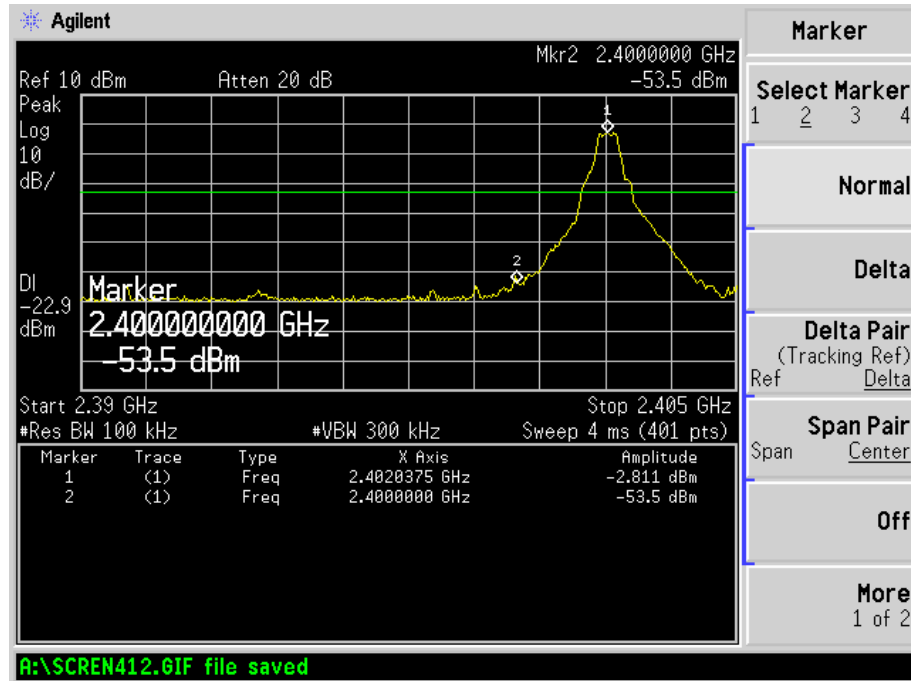 Agilent
Mkr2 2.4000000 GHz
Ref 10 dBm Atten 20 dB -53.5 dBm
Peak
Log
10
dB/
1
2
DI
-22.9
dBm
Marker
2.400000000 GHz
-53.5 dBm
Start 2.39 GHz Stop 2.405 GHz
#Res BW 100 kHz #VBW 300 kHz Sweep 4 ms (401 pts)
Marker Trace Type X Axis Amplitude
1 (1) Freq 2.4020375 GHz -2.811 dBm
2 (1) Freq 2.4000000 GHz -53.5 dBm
A:\SCREN412.GIF file saved
Marker
Select Marker
1 2 3 4
Normal
Delta
Delta Pair
(Tracking Ref)
Ref Delta
Span Pair
Span Center
Off
More
1 of 2